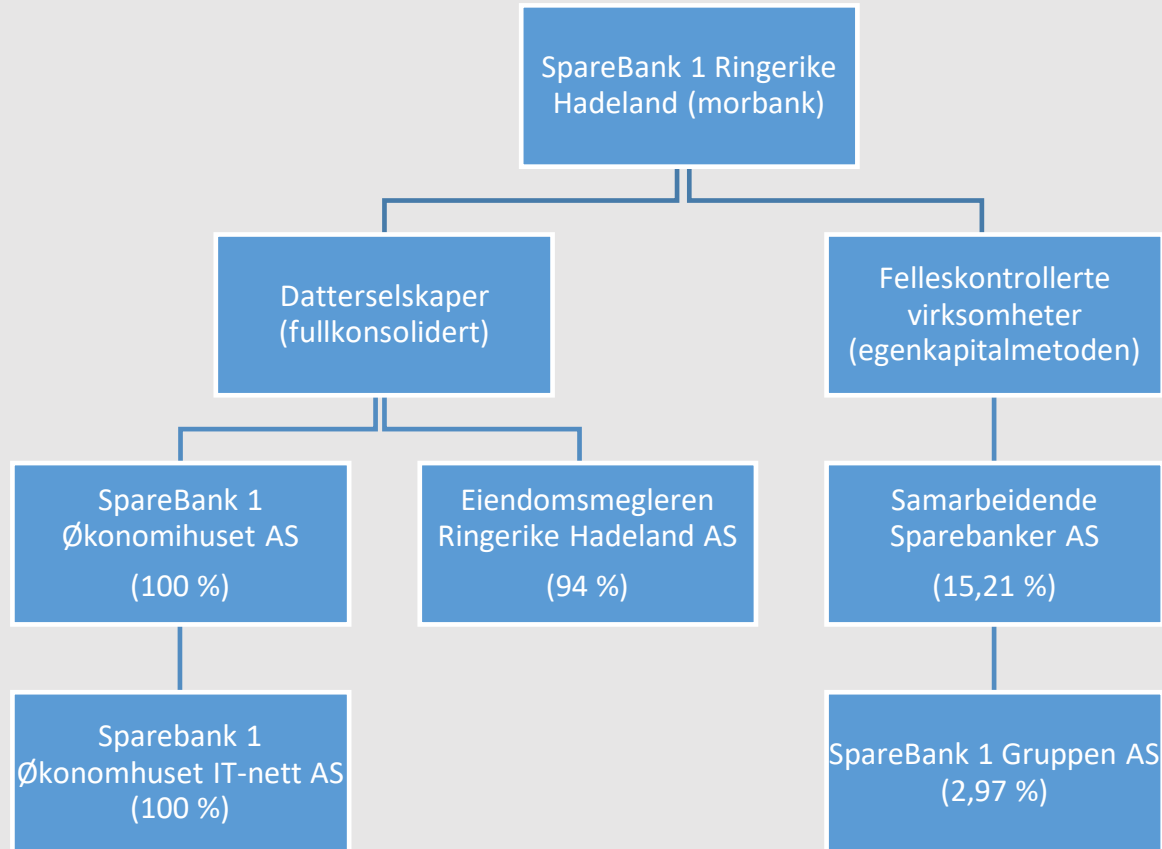 SpareBank 1 Ringerike
Hadeland (morbank)
Datterselskaper
(fullkonsolidert)
Felleskontrollerte
virksomheter
(egenkapitalmetoden)
SpareBank 1
Økonomihuset AS
(100 %)
Eiendomsmegleren
Ringerike Hadeland AS
(94 %)
Samarbeidende
Sparebanker AS
(15,21 %)
Sparebank 1
Økonomhuset IT-nett AS
(100 %)
SpareBank 1 Gruppen AS
(2,97 %)